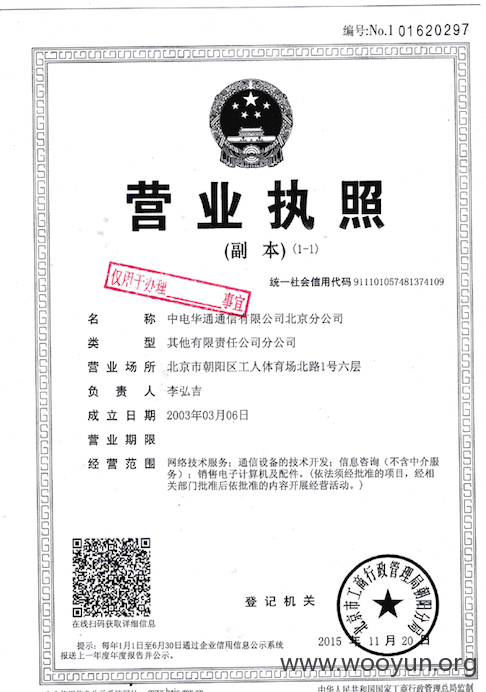 编号:No.1 01620297
营业执照
(副 本)(1-1)
统一社会信用代码 911101057481374109
仅用于办理________事宜
名 称 中电华通通信有限公司北京分公司
类 型 其他有限责任公司分公司
营业场所 北京市朝阳区工人体育场北路1号六层
负 责 人 李弘吉
成立日期 2003年03月06日
营业期限
经营范围 网络技术服务;通信设备的技术开发;信息咨询(不含中介服
务);销售电子计算机及配件。(依法须经批准的项目,经相
关部门批准后依批准的内容开展经营活动。)
在线扫码获取详细信息
登记机关
北京市工商行政管理局朝阳分局
2015 年 11 月 20 日
提示:每年1月1日至6月30日通过企业信用信息公示系统
报送上一年度年度报告并公示。
www.wooyun.org
中华人民共和国国家工商行政管理总局监制